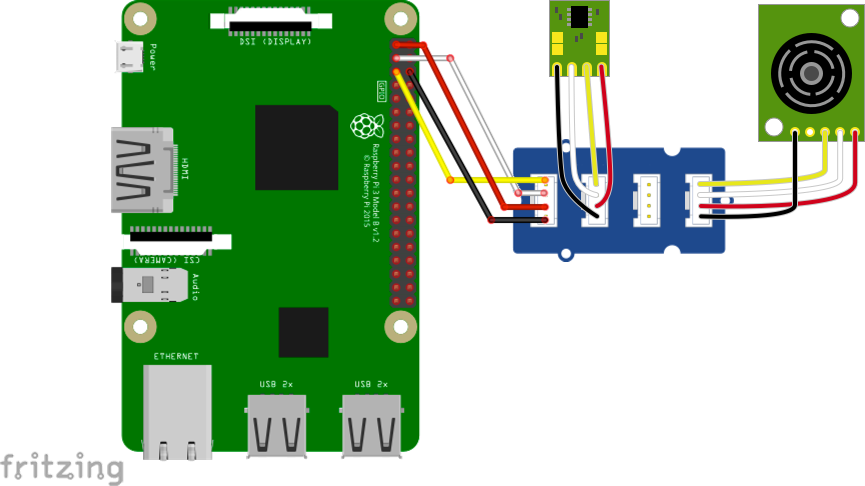 DSI (DISPLAY)
Power
GPIO
HDMI
Raspberry Pi 3 Model B v1.2
© Raspberry Pi 2015
CSI (CAMERA)
Audio
ETHERNET
USB 2x
USB 2x
fritzing